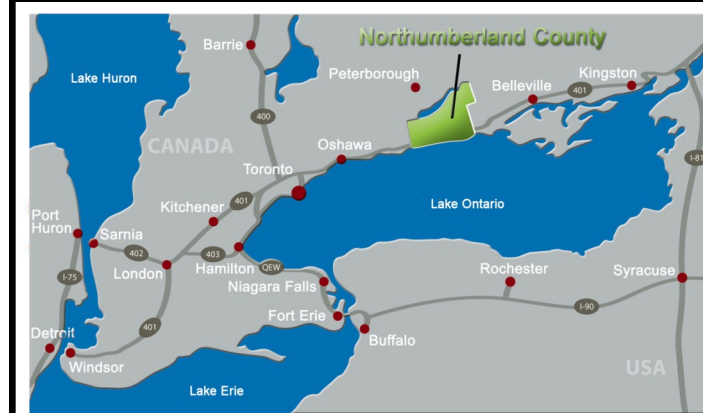 Northumberland County
Barrie
Lake Huron
Peterborough
Kingston
Belleville
401
400
CANADA
Oshawa
I-81
Toronto
401
Lake Ontario
Kitchener
Port
Huron
Sarnia
402
403
London
Hamilton
QEW
I-75
Niagara Falls
Rochester
Syracuse
I-90
Fort Erie
401
Detroit
Buffalo
Windsor
USA
Lake Erie